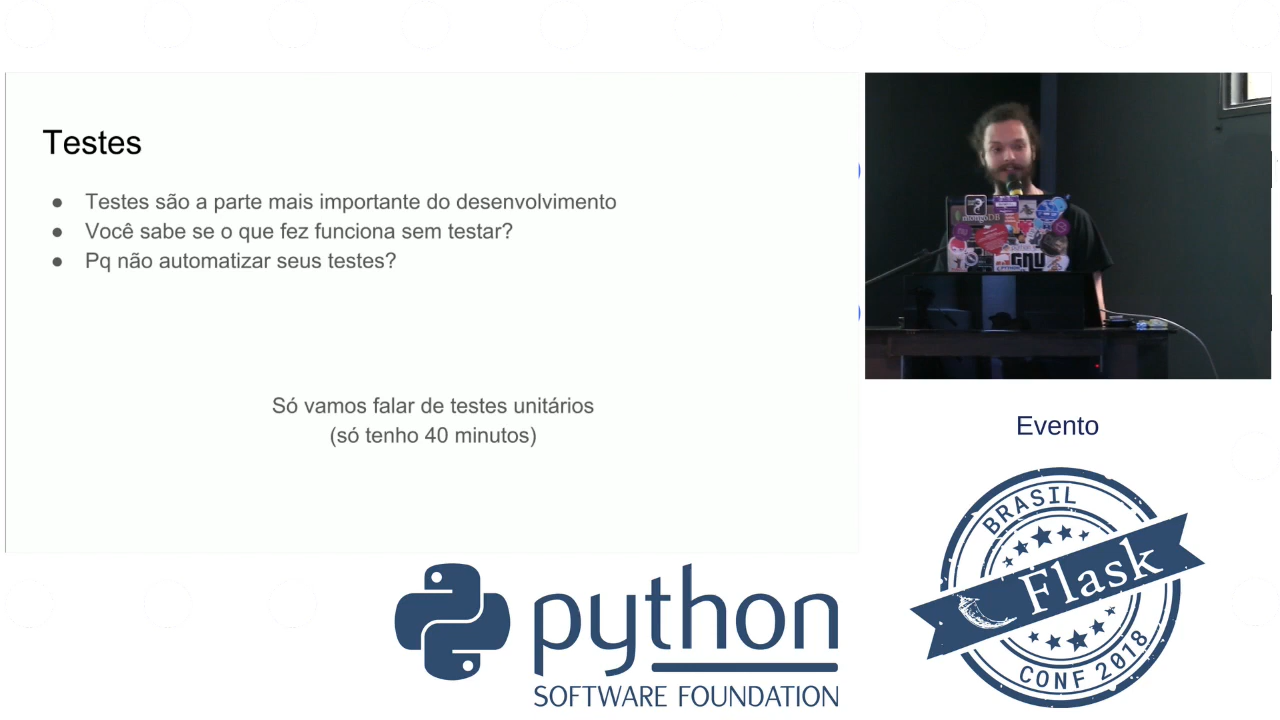 Testes
● Testes são a parte mais importante do desenvolvimento
● Você sabe se o que fez funciona sem testar?
● Pq não automatizar seus testes?
Só vamos falar de testes unitários
(só tenho 40 minutos)
mongoDB
GNU
Evento
BRASIL
Flask
CONF 2018
python
SOFTWARE FOUNDATION